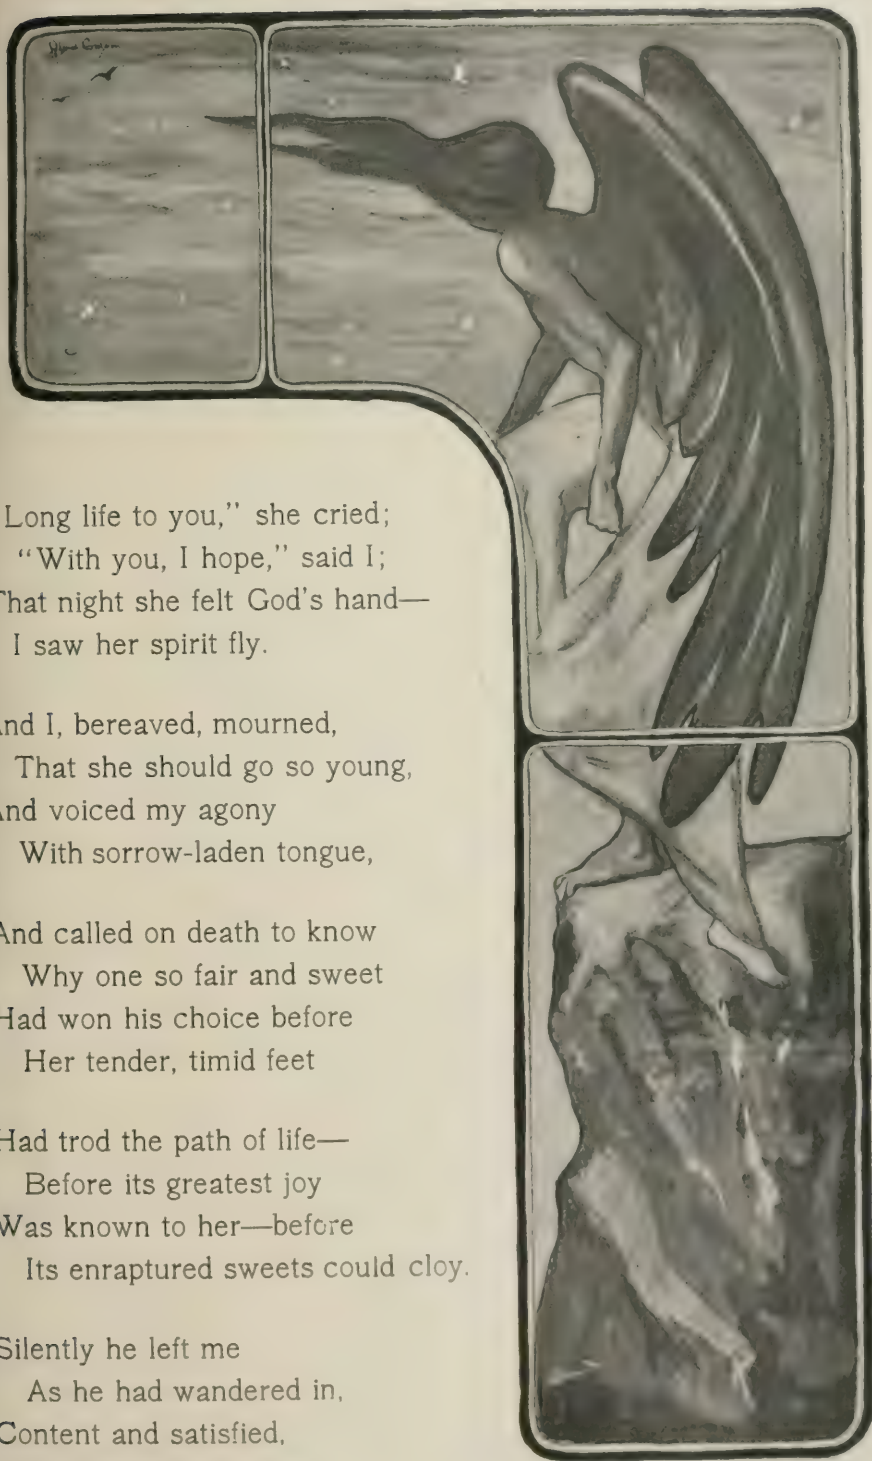 Long life to you,” she cried;
“With you, I hope,” said I;
That night she felt God's hand—
I saw her spirit fly.
And I, bereaved, mourned,
That she should go so young,
And voiced my agony
With sorrow-laden tongue,
And called on death to know
Why one so fair and sweet
Had won his choice before
Her tender, timid feet
Had trod the path of life—
Before its greatest joy
Was known to her—before
Its enraptured sweets could cloy.
Silently he left me
As he had wandered in,
Content and satisfied,